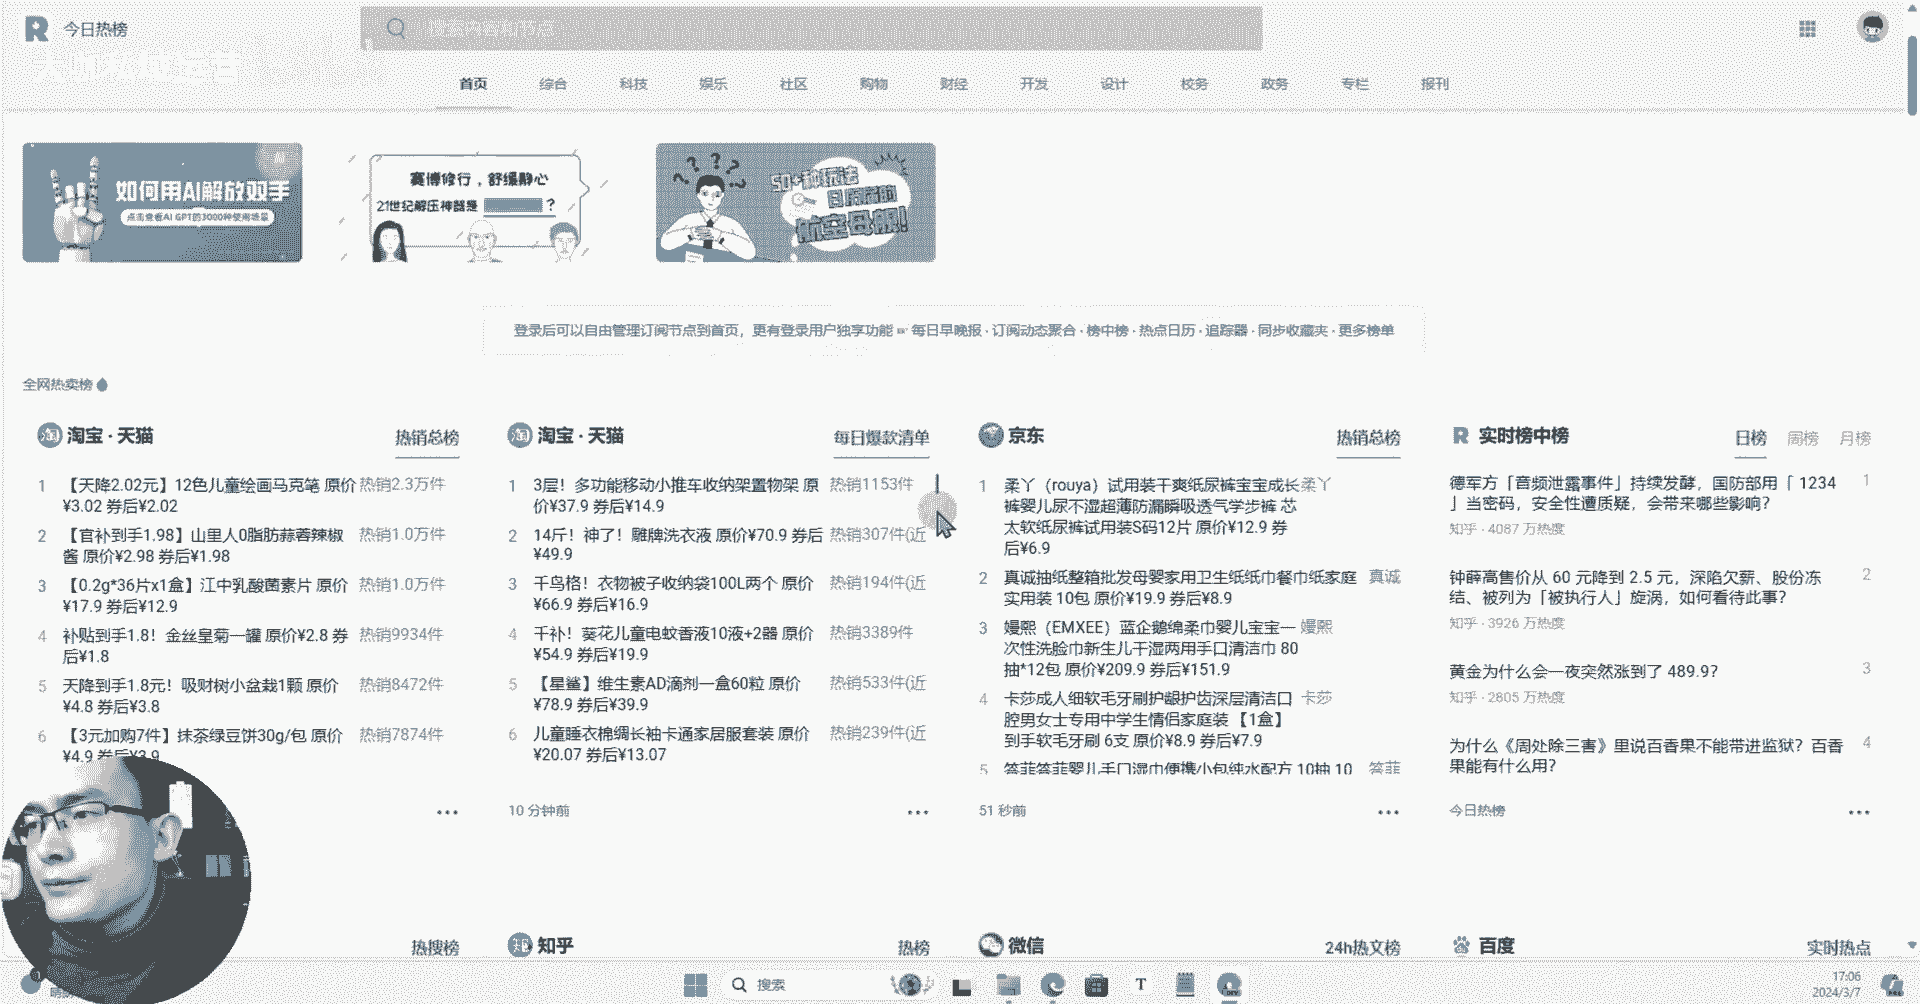 今日热榜
首页 综合 科技 娱乐 社区 购物 财经 开发 设计 校务 政务 专栏 报刊
如何用AI解放双手
点击查看AI GPT的3000种使用场景
赛博修行，舒缓静心
21世纪解压神器是 ？
50+种玩法
日历届的
航空母舰!
登录后可以自由管理订阅节点到首页，更有登录用户独享功能 ☞ 每日早晚报 · 订阅动态聚合 · 榜中榜 · 热点日历 · 追踪器 · 同步收藏夹 · 更多榜单
全网热卖榜
淘宝 · 天猫 热销总榜
1 【天降2.02元】12色儿童绘画马克笔 原价 热销2.3万件
¥3.02 券后¥2.02
2 【官补到手1.98】山里人0脂肪蒜蓉辣椒 热销1.0万件
酱 原价¥2.98 券后¥1.98
3 【0.2g*36片x1盒】江中乳酸菌素片 原价 热销1.0万件
¥17.9 券后¥12.9
4 补贴到手1.8！金丝皇菊一罐 原价¥2.8 券 热销9934件
后¥1.8
5 天降到手1.8元！吸财树小盆栽1颗 原价 热销8472件
¥4.8 券后¥3.8
6 【3元加购7件】抹茶绿豆饼30g/包 原价 热销7874件
¥4.9 券后¥3.9
淘宝 · 天猫 每日爆款清单
1 3层！多功能移动小推车收纳架置物架 原 热销1153件
价¥37.9 券后¥14.9
2 14斤！神了！雕牌洗衣液 原价¥70.9 券后 热销307件(近
¥49.9
3 千鸟格！衣物被子收纳袋100L两个 原价 热销194件(近
¥66.9 券后¥16.9
4 千补！葵花儿童电蚊香液10液+2器 原价 热销3389件
¥54.9 券后¥19.9
5 【星鲨】维生素AD滴剂一盒60粒 原价 热销533件(近
¥78.9 券后¥39.9
6 儿童睡衣棉绸长袖卡通家居服套装 原价 热销239件(近
¥20.07 券后¥13.07
10 分钟前
京东 热销总榜
1 柔丫（rouya）试用装干爽纸尿裤宝宝成长 柔丫
裤婴儿尿不湿超薄防漏瞬吸透气学步裤 芯
太软纸尿裤试用装S码12片 原价¥12.9 券
后¥6.9
2 真诚抽纸整箱批发母婴家用卫生纸纸巾餐巾纸家庭 真诚
实用装 10包 原价¥19.9 券后¥8.9
3 嫚熙（EMXEE）蓝企鹅绵柔巾婴儿宝宝一 嫚熙
次性洗脸巾新生儿干湿两用手口清洁巾 80
抽*12包 原价¥209.9 券后¥151.9
4 卡莎成人细软毛牙刷护龈护齿深层清洁口 卡莎
腔男女士专用中学生情侣家庭装 【1盒】
到手软毛牙刷 6支 原价¥8.9 券后¥7.9
5 答菲答菲婴儿手口湿巾便携小包纯水配方 10抽 10 答菲
51 秒前
实时榜中榜 日榜 周榜 月榜
德军方「音频泄露事件」持续发酵，国防部用「 1234 1
」当密码，安全性遭质疑，会带来哪些影响？
知乎 · 4087 万热度
钟薛高售价从 60 元降到 2.5 元，深陷欠薪、股份冻 2
结、被列为「被执行人」旋涡，如何看待此事？
知乎 · 3926 万热度
黄金为什么会一夜突然涨到了 489.9？ 3
知乎 · 2805 万热度
为什么《周处除三害》里说百香果不能带进监狱？百香 4
果能有什么用？
今日热榜
热搜榜
知乎 热榜
微信 24h热文榜
百度 实时热点
搜索
17:06
2024/3/7